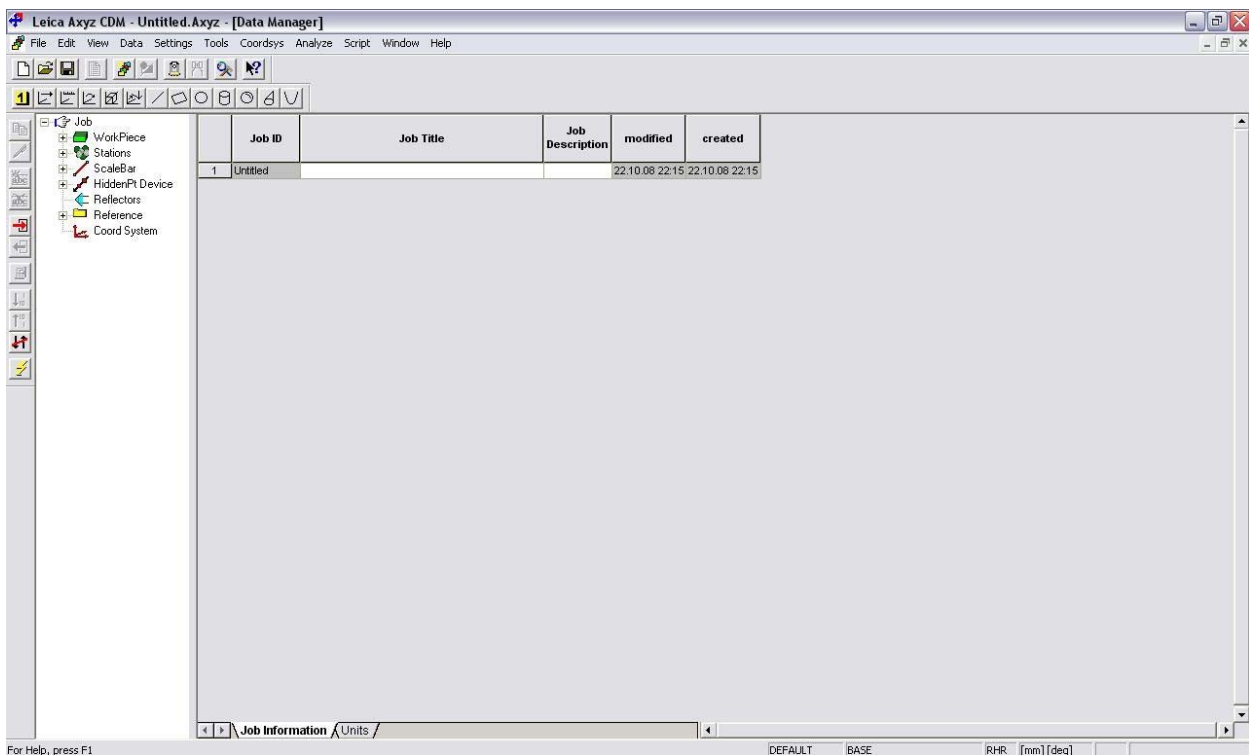 Leica Axyz CDM - Untitled.Axyz - [Data Manager]
File Edit View Data Settings Tools Coordsys Analyze Script Window Help
Job
WorkPiece
Stations
ScaleBar
HiddenPt Device
Reflectors
Reference
Coord System
Job ID Job Title Job Description modified created
1 Untitled 22.10.08 22:15 22.10.08 22:15
Job Information Units
For Help, press F1 DEFAULT BASE RHR [mm] [deg]